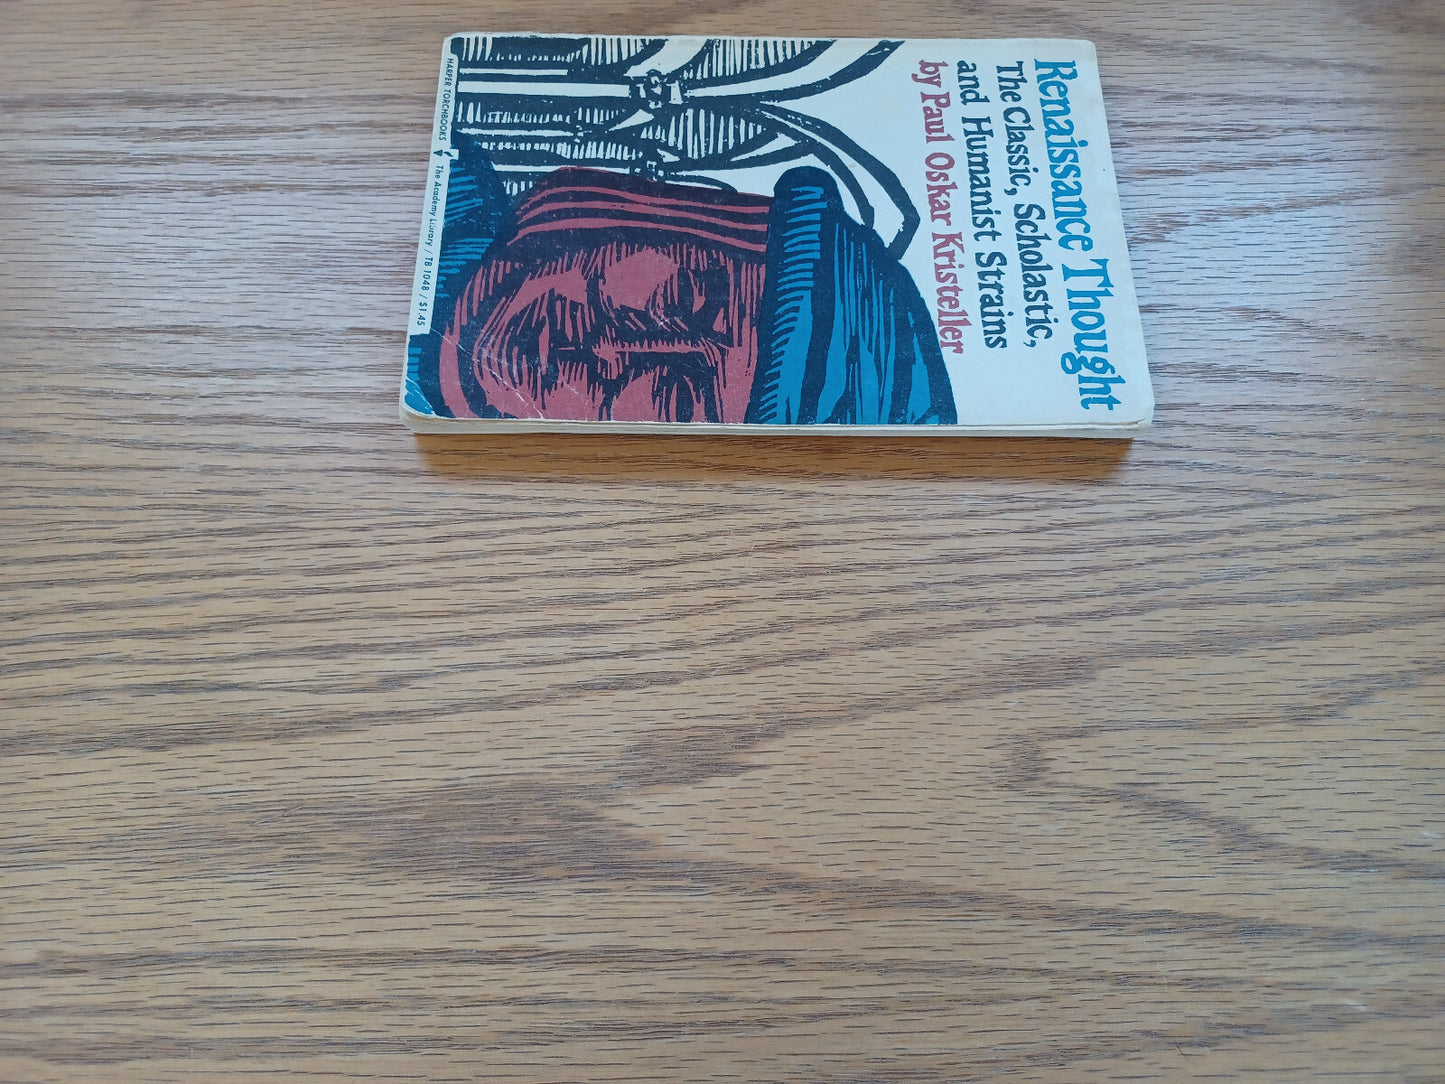 Renaissance Thought
The Classic, Scholastic,
and Humanist Strains
by Paul Oskar Kristeller
HARPER TORCHBOOKS ▼ The Academy Library / TB 1048 / $1.45